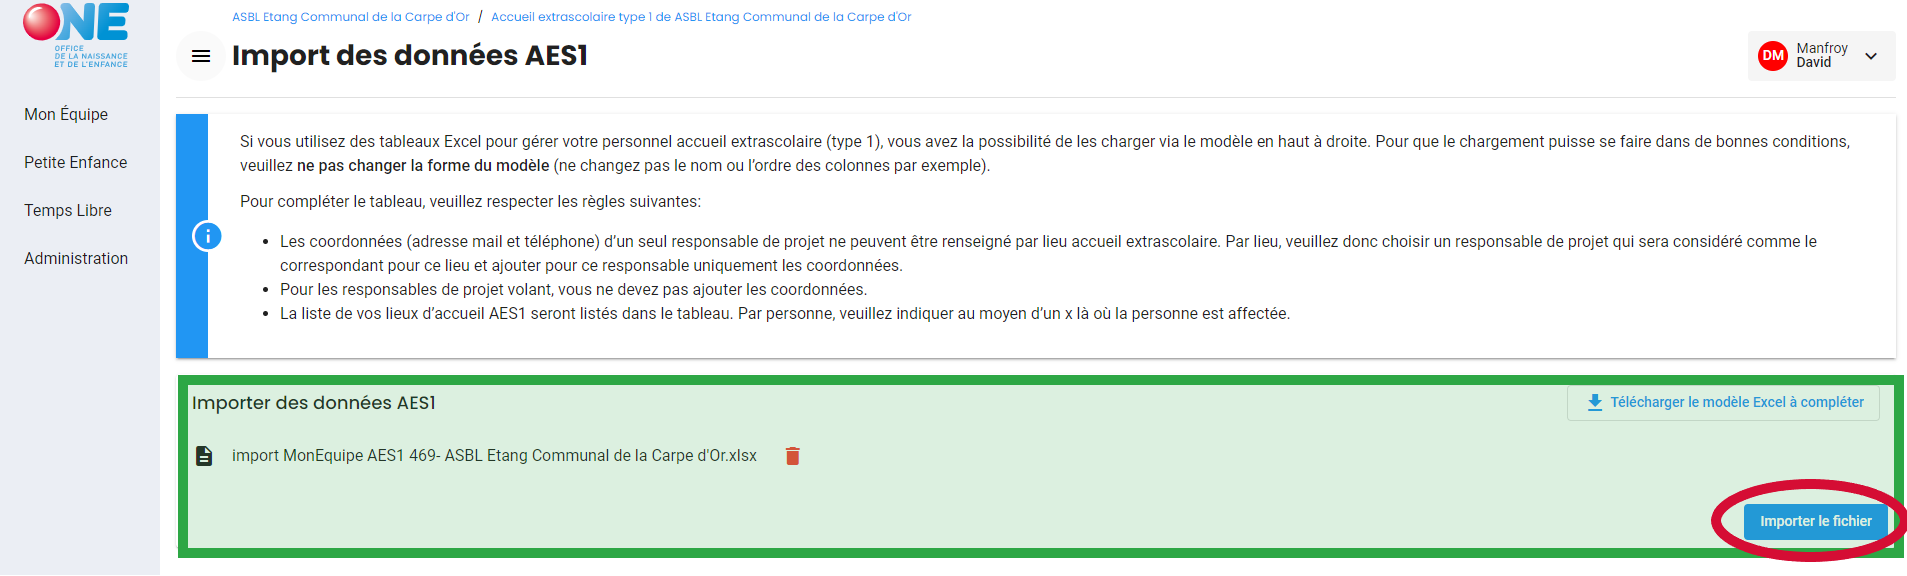 ONE
OFFICE
DE LA NAISSANCE
ET DE L'ENFANCE
Mon Équipe
Petite Enfance
Temps Libre
Administration
ASBL Etang Communal de la Carpe d'Or / Accueil extrascolaire type 1 de ASBL Etang Communal de la Carpe d'Or
Import des données AES1
DM
Manfroy
David
Si vous utilisez des tableaux Excel pour gérer votre personnel accueil extrascolaire (type 1), vous avez la possibilité de les charger via le modèle en haut à droite. Pour que le chargement puisse se faire dans de bonnes conditions,
veuillez ne pas changer la forme du modèle (ne changez pas le nom ou l'ordre des colonnes par exemple).
Pour compléter le tableau, veuillez respecter les règles suivantes:
• Les coordonnées (adresse mail et téléphone) d'un seul responsable de projet ne peuvent être renseigné par lieu accueil extrascolaire. Par lieu, veuillez donc choisir un responsable de projet qui sera considéré comme le
correspondant pour ce lieu et ajouter pour ce responsable uniquement les coordonnées.
• Pour les responsables de projet volant, vous ne devez pas ajouter les coordonnées.
• La liste de vos lieux d'accueil AES1 seront listés dans le tableau. Par personne, veuillez indiquer au moyen d'un x là où la personne est affectée.
Importer des données AES1
Télécharger le modèle Excel à compléter
import MonEquipe AES1 469- ASBL Etang Communal de la Carpe d'Or.xlsx
Importer le fichier